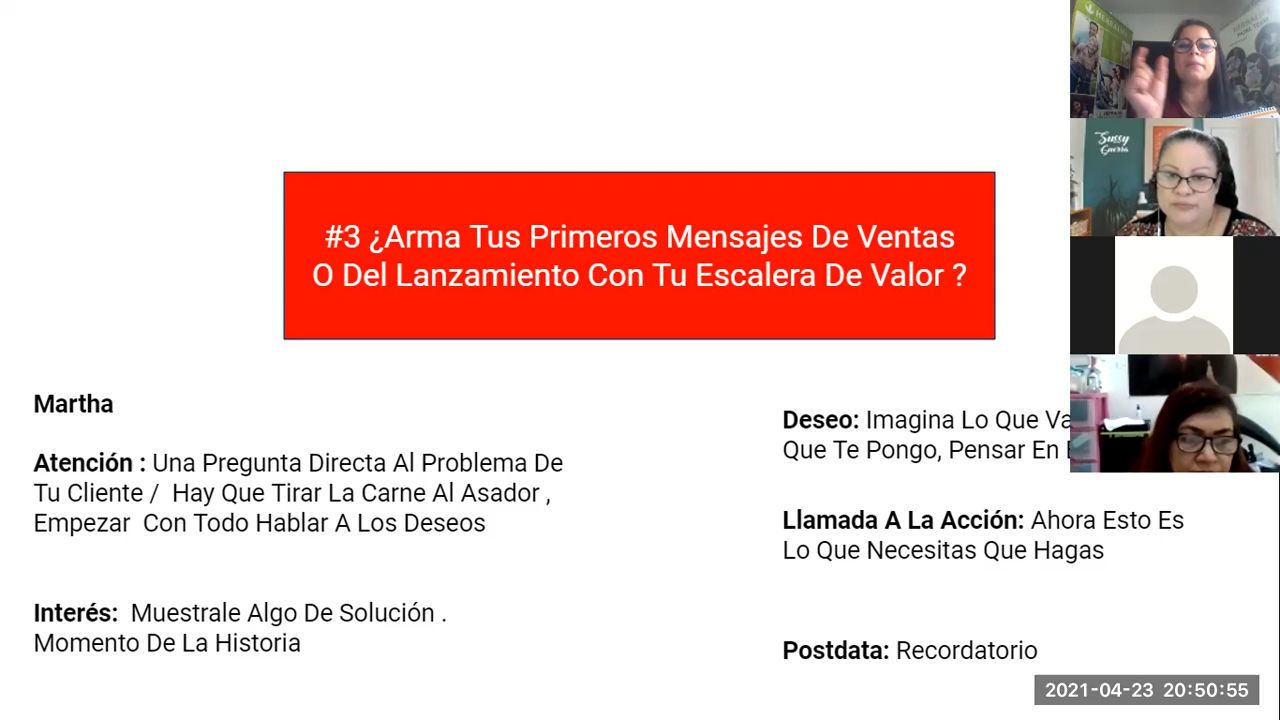 HERBALIFE
Sussy
Guerra
#3 ¿Arma Tus Primeros Mensajes De Ventas
O Del Lanzamiento Con Tu Escalera De Valor ?
Martha
Atención : Una Pregunta Directa Al Problema De
Tu Cliente / Hay Que Tirar La Carne Al Asador ,
Empezar Con Todo Hablar A Los Deseos
Interés: Muestrale Algo De Solución .
Momento De La Historia
Deseo: Imagina Lo Que
Que Te Pongo, Pensar En
Llamada A La Acción: Ahora Esto Es
Lo Que Necesitas Que Hagas
Postdata: Recordatorio
2021-04-23 20:50:55